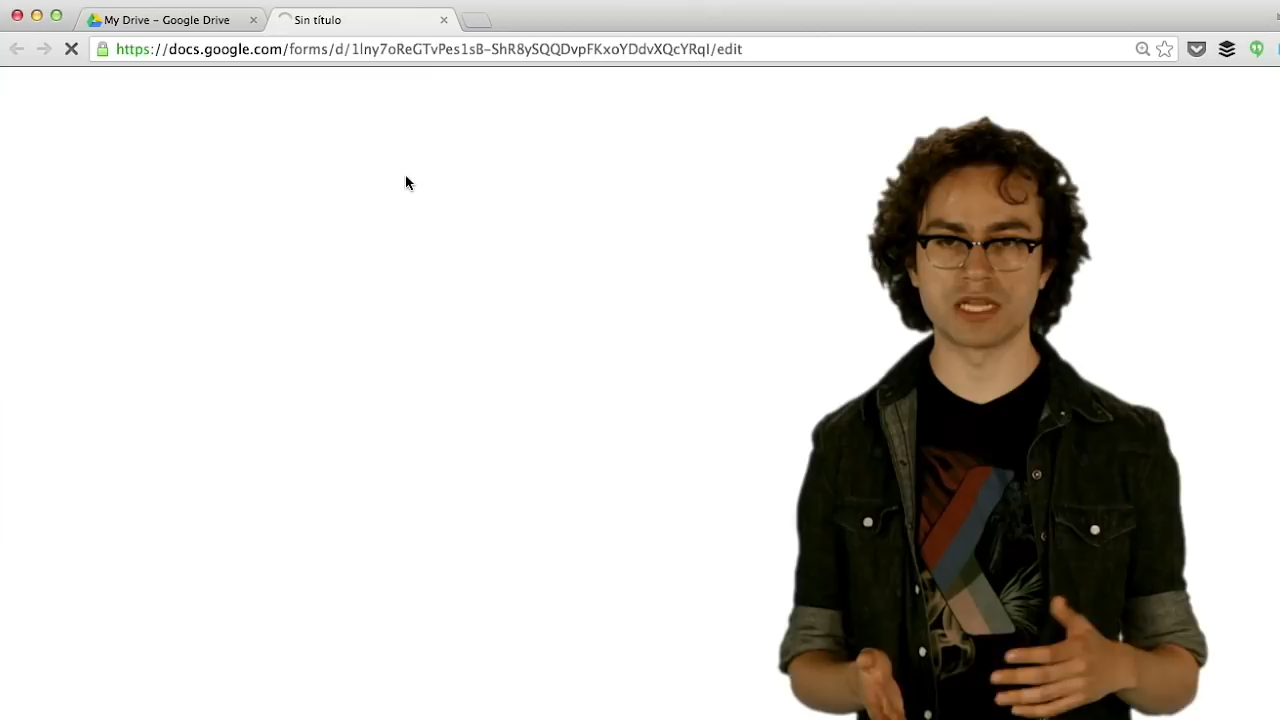 My Drive – Google Drive
Sin título
https://docs.google.com/forms/d/1lny7oReGTvPes1sB-ShR8ySQQDvpFKxoYDdvXQcYRqI/edit